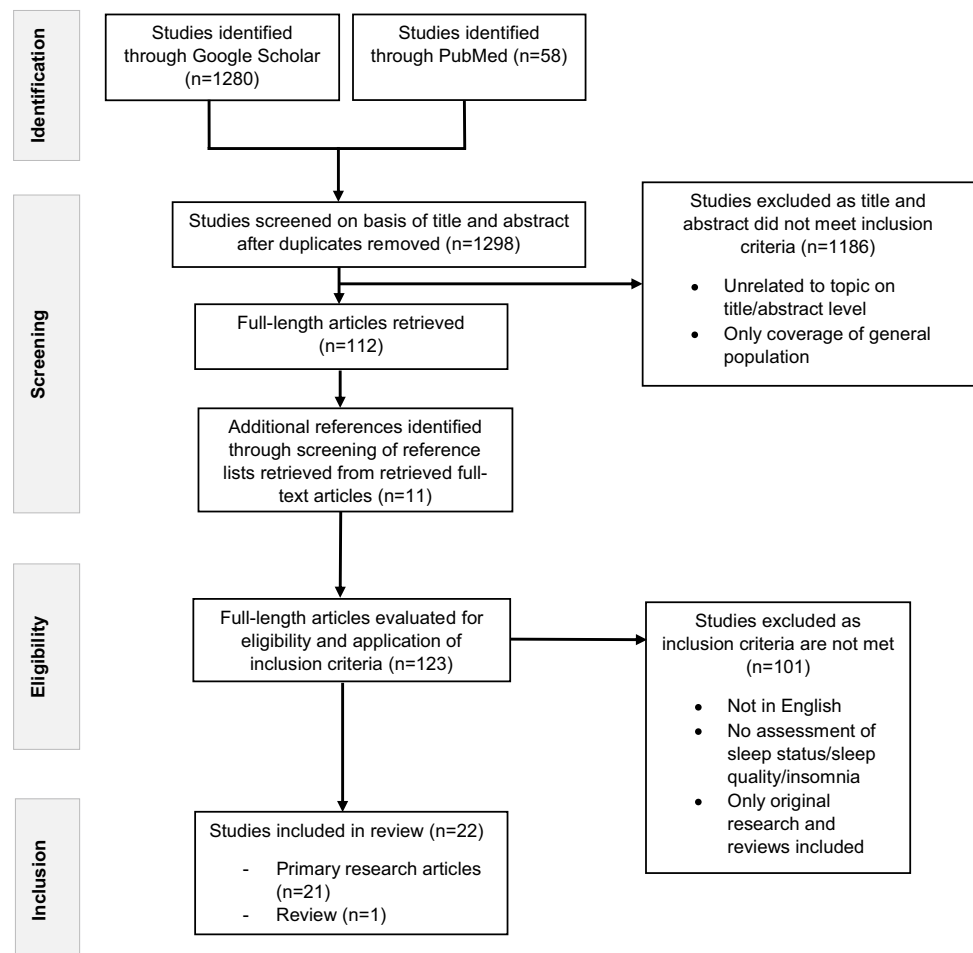 Identification
Studies identified
through Google Scholar
(n=1280)
Studies identified
through PubMed (n=58)
Screening
Studies screened on basis of title and abstract
after duplicates removed (n=1298)
Studies excluded as title and
abstract did not meet inclusion
criteria (n=1186)
• Unrelated to topic on
title/abstract level
• Only coverage of general
population
Full-length articles retrieved
(n=112)
Additional references identified
through screening of reference
lists retrieved from retrieved full-
text articles (n=11)
Eligibility
Full-length articles evaluated for
eligibility and application of
inclusion criteria (n=123)
Studies excluded as
inclusion criteria are not met
(n=101)
• Not in English
• No assessment of
sleep status/sleep
quality/insomnia
• Only original
research and
reviews included
Inclusion
Studies included in review (n=22)
- Primary research articles
(n=21)
- Review (n=1)